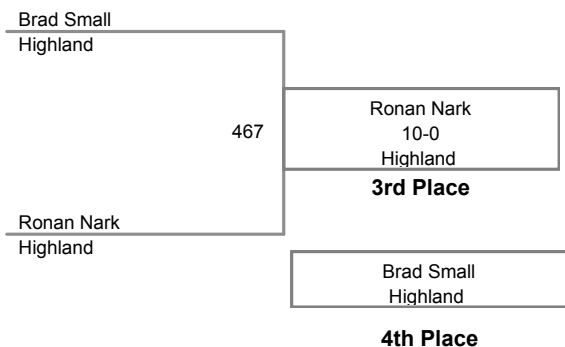 Brad Small
Highland
467
Ronan Nark
10-0
Highland
3rd Place
Ronan Nark
Highland
Brad Small
Highland
4th Place